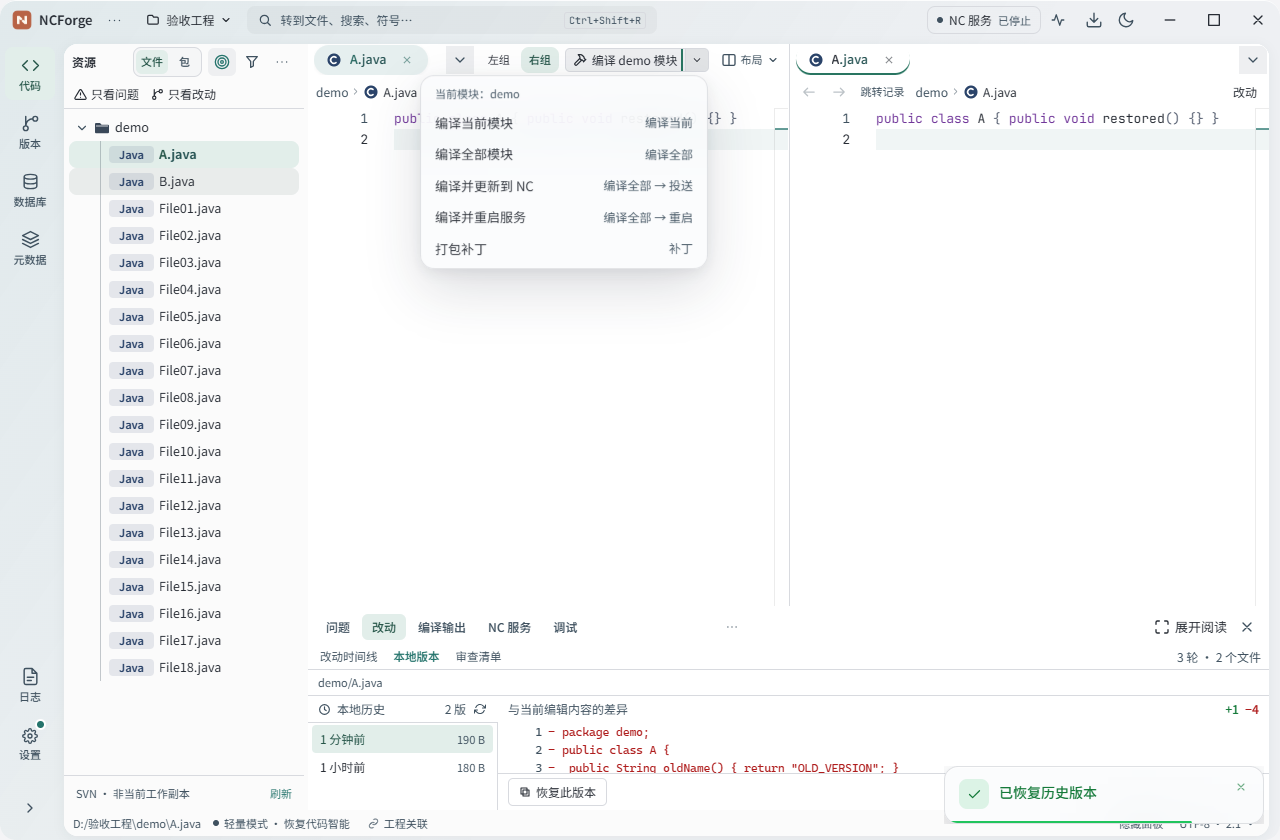 N NCForge ··· 验收工程 转到文件、搜索、符号··· Ctrl+Shift+R NC 服务 已停止
代码
版本
数据库
元数据
日志
设置
资源 文件 包 ···
只看问题 只看改动
demo
Java A.java
Java B.java
Java File01.java
Java File02.java
Java File03.java
Java File04.java
Java File05.java
Java File06.java
Java File07.java
Java File08.java
Java File09.java
Java File10.java
Java File11.java
Java File12.java
Java File13.java
Java File14.java
Java File15.java
Java File16.java
Java File17.java
Java File18.java
SVN · 非当前工作副本 刷新
C A.java × 左组 右组 编译 demo 模块 布局
demo › C A.java
1 publ {} }
2
当前模块：demo
编译当前模块 编译当前
编译全部模块 编译全部
编译并更新到 NC 编译全部 → 投送
编译并重启服务 编译全部 → 重启
打包补丁 补丁
C A.java ×
← → 跳转记录 demo › C A.java 改动
1 public class A { public void restored() {} }
2
问题 改动 编译输出 NC 服务 调试 ··· 展开阅读
改动时间线 本地版本 审查清单 3 轮 · 2 个文件
demo/A.java
本地历史 2 版 与当前编辑内容的差异 +1 −4
1 分钟前 190 B
1 小时前 180 B
1 − package demo;
2 − public class A {
3 − public String oldName() { return "OLD_VERSION"; }
恢复此版本
已恢复历史版本 ×
D:/验收工程\demo\A.java 轻量模式 · 恢复代码智能 工程关联